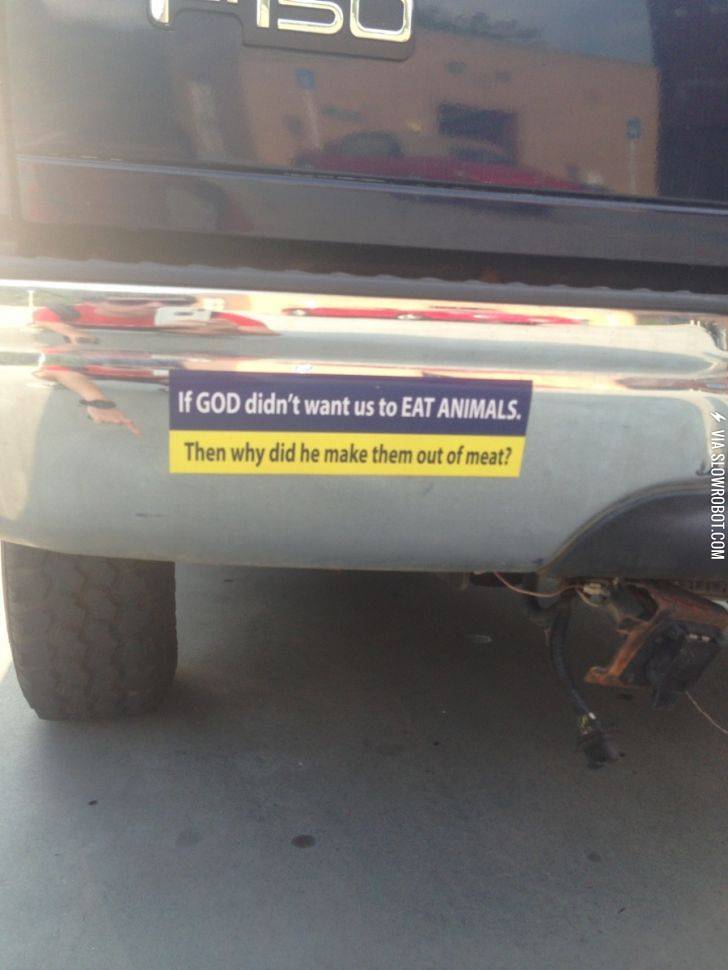 F-150
If GOD didn't want us to EAT ANIMALS.
Then why did he make them out of meat?
VIA SLOWROBOT.COM